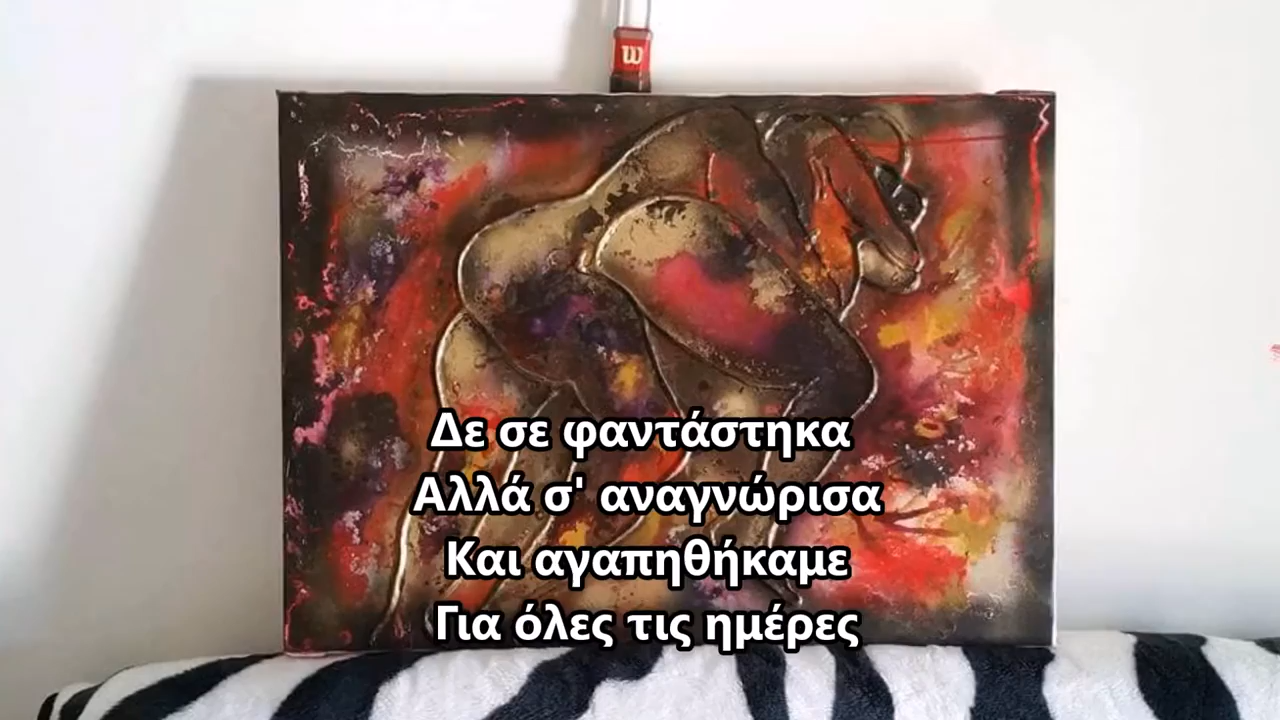 W
Δε σε φαντάστηκα
Αλλά σ' αναγνώρισα
Και αγαπηθήκαμε
Για όλες τις ημέρες